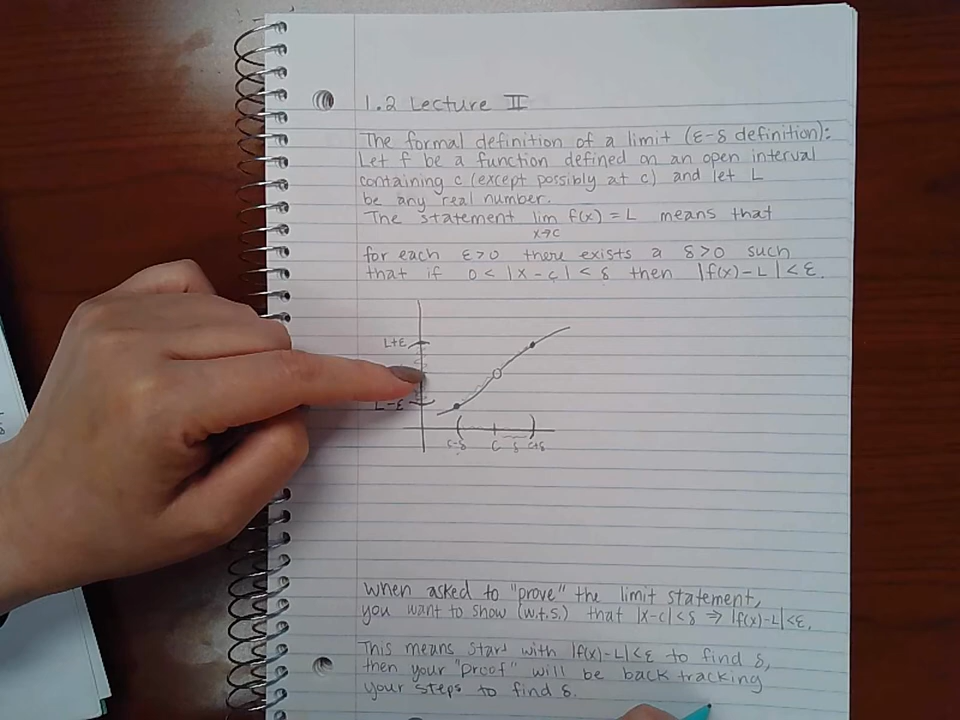 1.2 Lecture II
The formal definition of a limit (ε-δ definition):
Let f be a function defined on an open interval
containing c (except possibly at c) and let L
be any real number.
The statement lim f(x) = L means that
x→c
for each ε>0 there exists a δ>0 such
that if 0 < |x-c| < δ then |f(x)-L| < ε.
L+ε
L-ε
c-δ c δ c+δ
When asked to "prove" the limit statement,
you want to show (w.t.s.) that |x-c|<δ ⇒ |f(x)-L|<ε.
This means start with |f(x)-L|<ε to find δ,
then your "proof" will be back tracking
your steps to find δ.